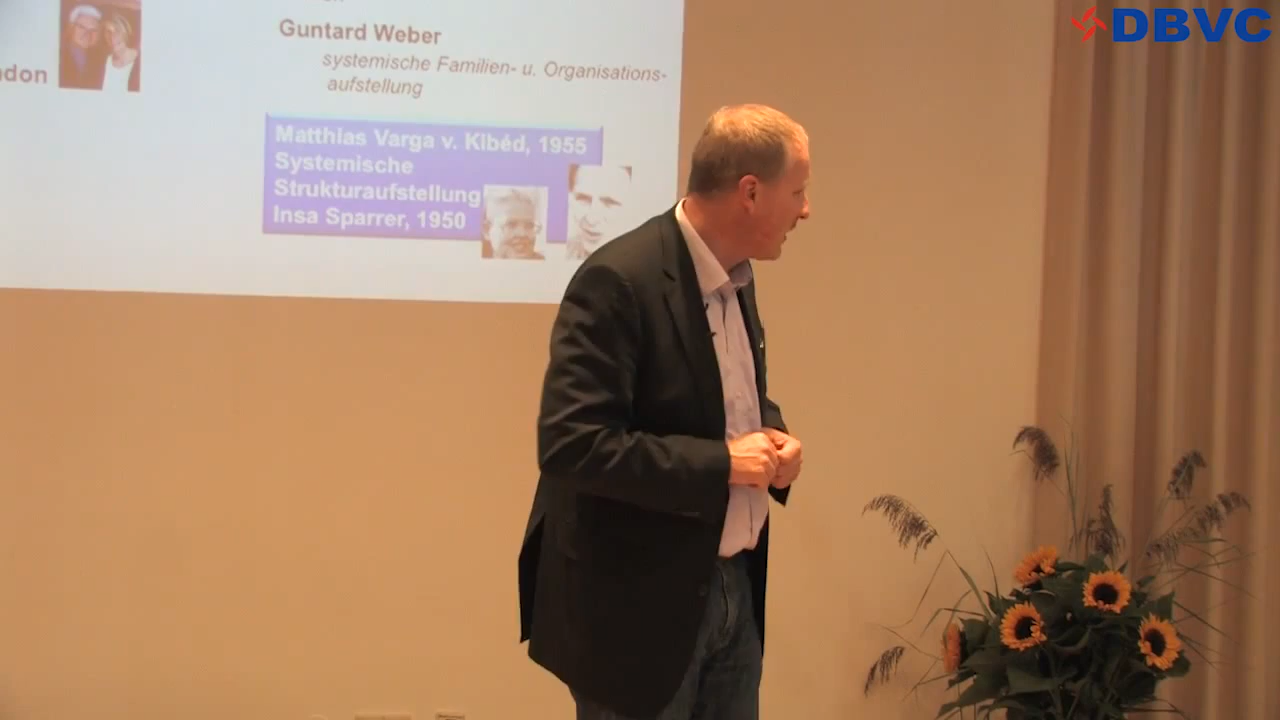 DBVC
Guntard Weber
systemische Familien- u. Organisations-
aufstellung
Matthias Varga v. Kibéd, 1955
Systemische
Strukturaufstellung
Insa Sparrer, 1950